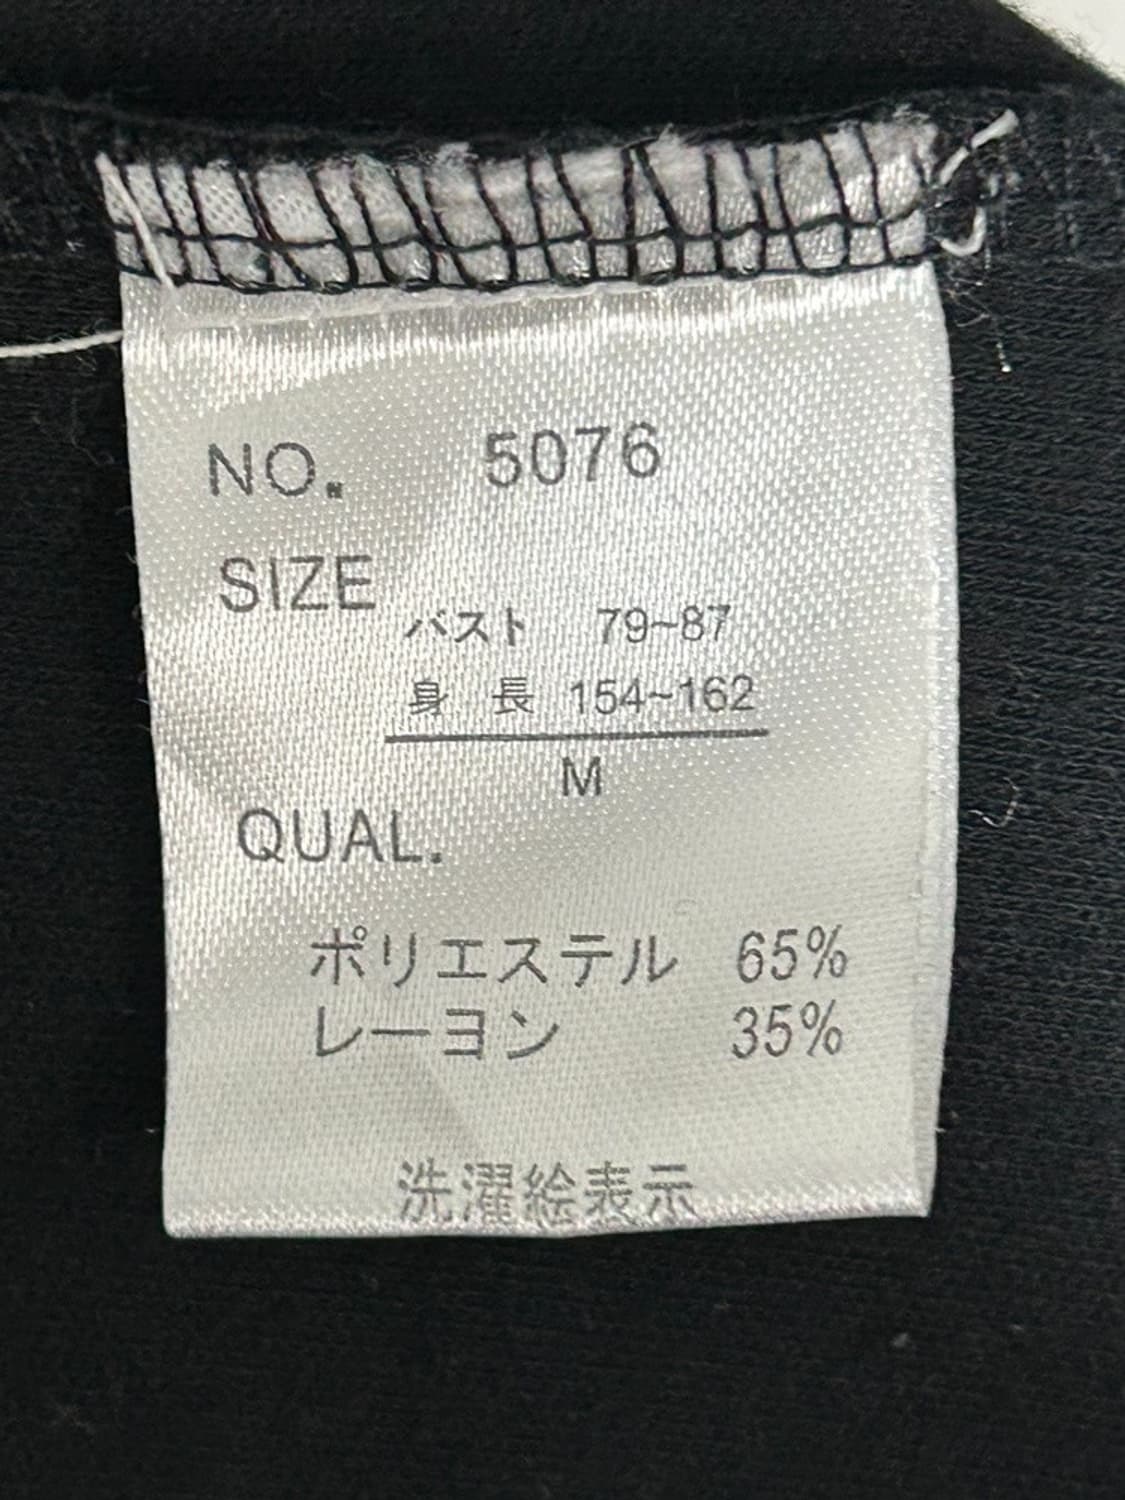 NO. 5076
SIZE
バスト 79~87
身 長 154~162
M
QUAL.
ポリエステル 65%
レーヨン 35%
洗濯絵表示